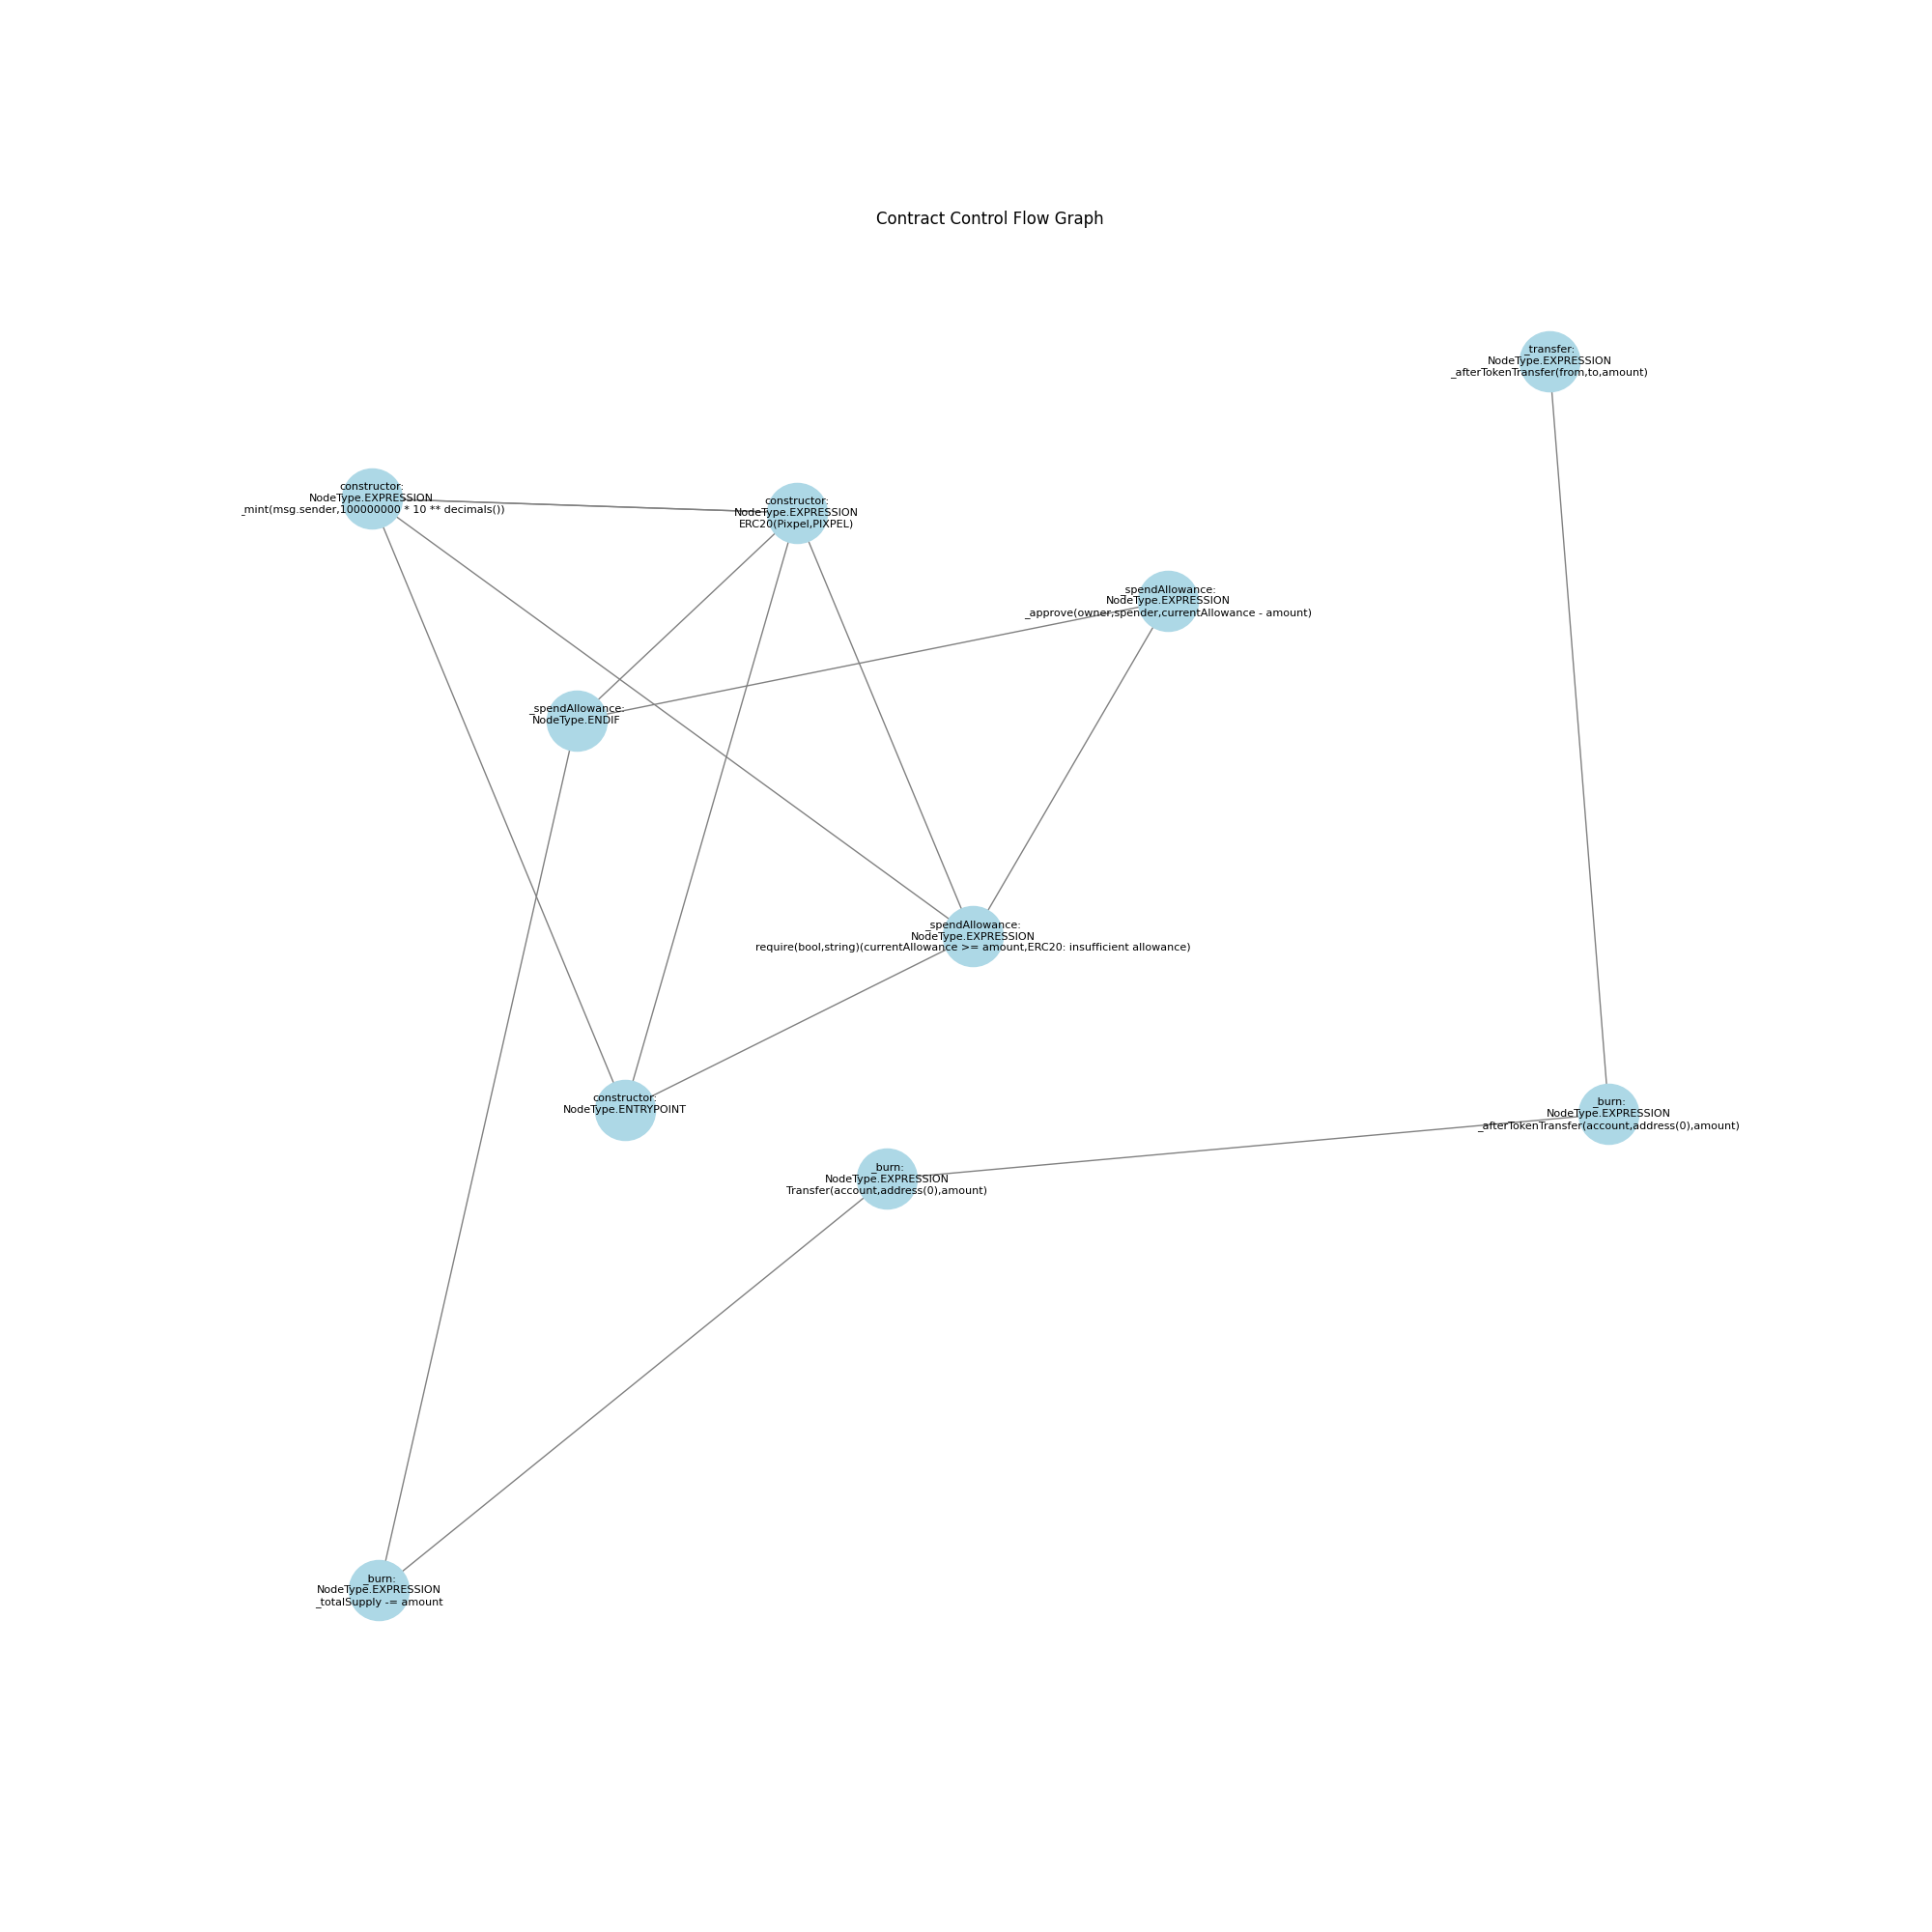 Contract Control Flow Graph
_transfer:
NodeType.EXPRESSION
_afterTokenTransfer(from,to,amount)
constructor:
NodeType.EXPRESSION
_mint(msg.sender,100000000 * 10 ** decimals())
constructor:
NodeType.EXPRESSION
ERC20(Pixpel,PIXPEL)
_spendAllowance:
NodeType.EXPRESSION
_approve(owner,spender,currentAllowance - amount)
_spendAllowance:
NodeType.ENDIF
_spendAllowance:
NodeType.EXPRESSION
require(bool,string)(currentAllowance >= amount,ERC20: insufficient allowance)
constructor:
NodeType.ENTRYPOINT
_burn:
NodeType.EXPRESSION
_afterTokenTransfer(account,address(0),amount)
_burn:
NodeType.EXPRESSION
Transfer(account,address(0),amount)
_burn:
NodeType.EXPRESSION
_totalSupply -= amount